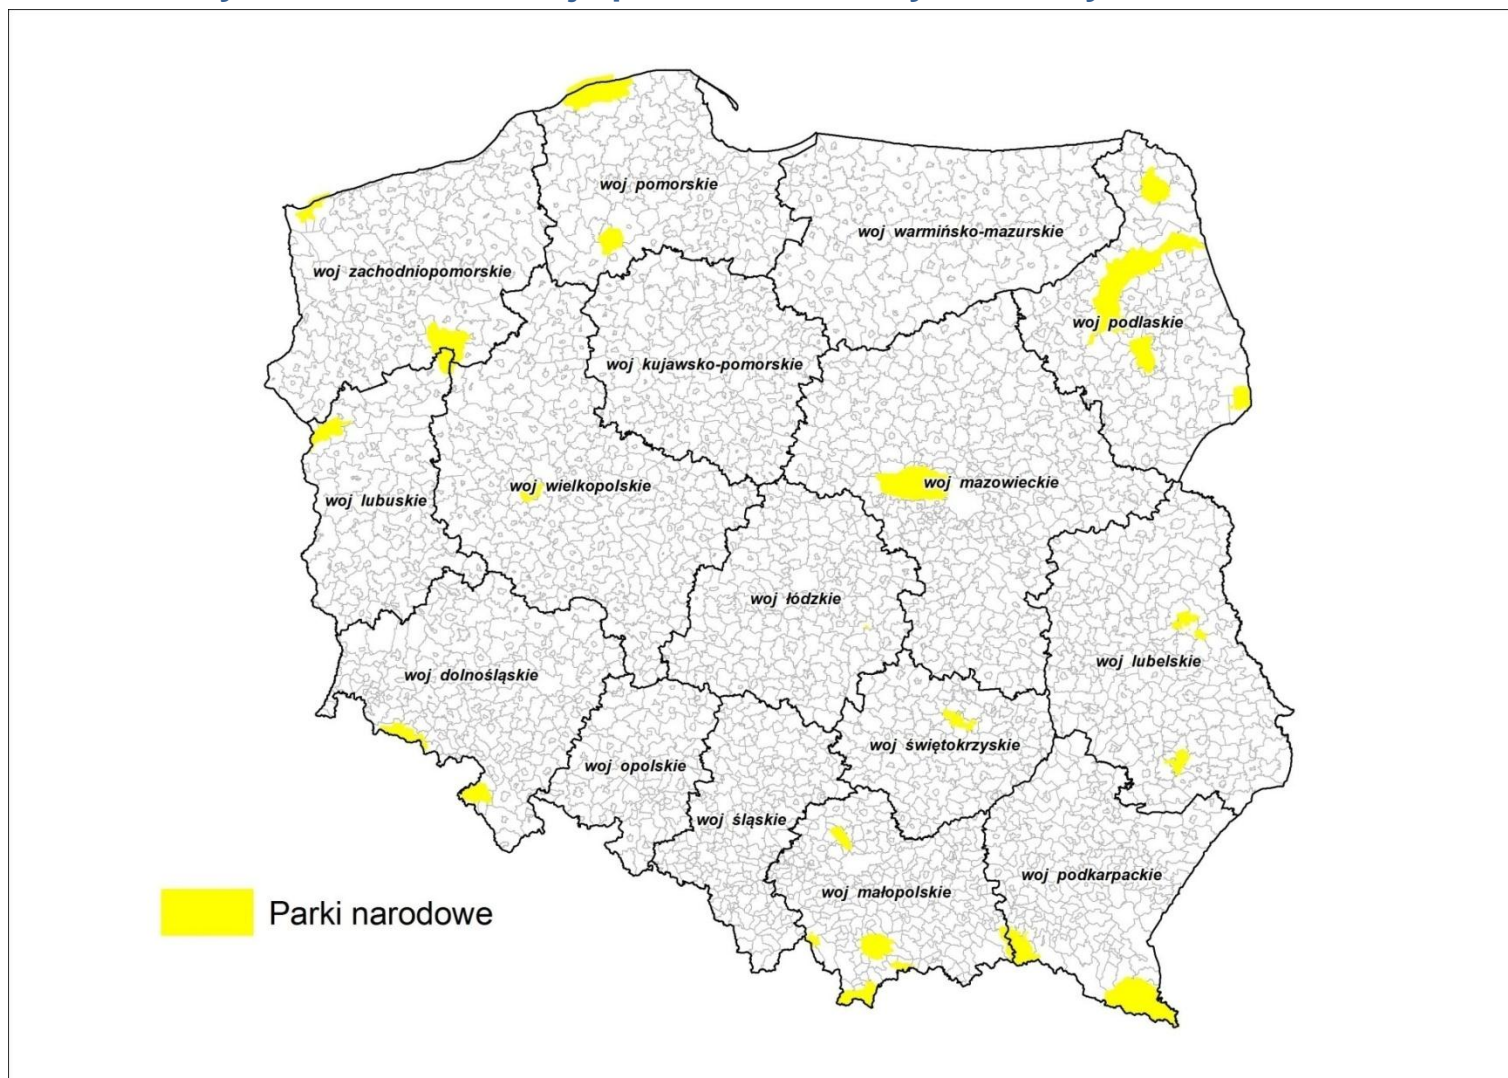 woj pomorskie
woj warmińsko-mazurskie
woj zachodniopomorskie
woj podlaskie
woj kujawsko-pomorskie
woj wielkopolskie
woj mazowieckie
woj lubuskie
woj łódzkie
woj lubelskie
woj dolnośląskie
woj świętokrzyskie
woj opolskie
woj śląskie
woj podkarpackie
woj małopolskie
Parki narodowe